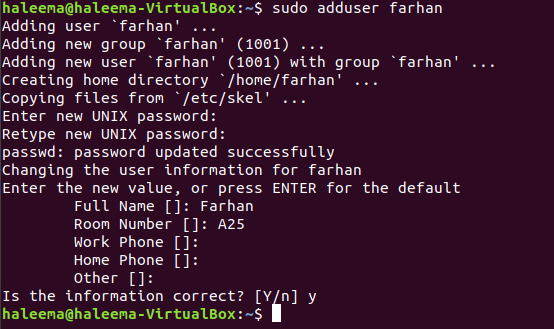 haleema@haleema-VirtualBox:~$ sudo adduser farhan
Adding user `farhan' ...
Adding new group `farhan' (1001) ...
Adding new user `farhan' (1001) with group `farhan' ...
Creating home directory `/home/farhan' ...
Copying files from `/etc/skel' ...
Enter new UNIX password:
Retype new UNIX password:
passwd: password updated successfully
Changing the user information for farhan
Enter the new value, or press ENTER for the default
        Full Name []: Farhan
        Room Number []: A25
        Work Phone []:
        Home Phone []:
        Other []:
Is the information correct? [Y/n] y
haleema@haleema-VirtualBox:~$